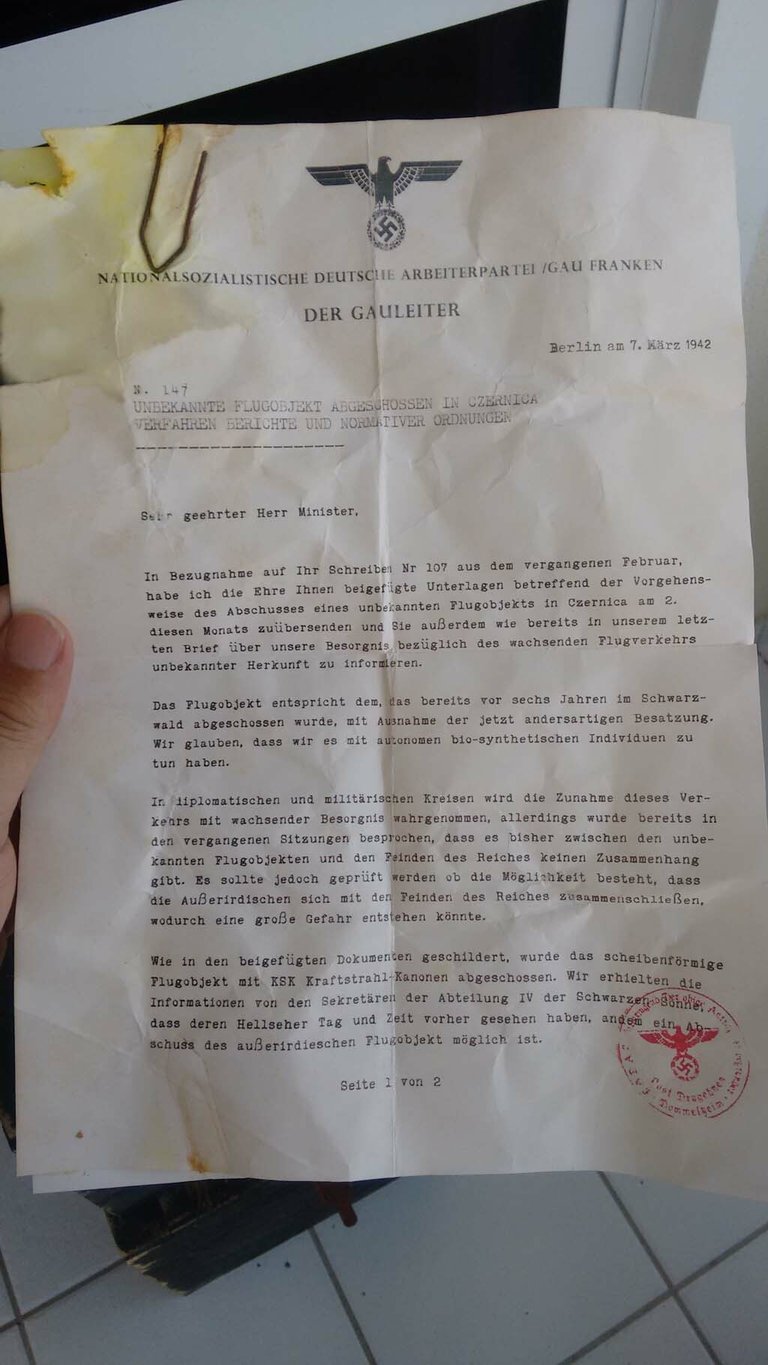 NATIONALSOZIALISTISCHE DEUTSCHE ARBEITERPARTEI /GAU FRANKEN
DER GAULEITER
Berlin am 7. März 1942
N. 147
UNBEKANNTE FLUGOBJEKT ABGESCHOSSEN IN CZERNICA
VERFAHREN BERICHTE UND NORMATIVER ORDNUNGEN
Sehr geehrter Herr Minister,
In Bezugnahme auf Ihr Schreiben Nr 107 aus dem vergangenen Februar,
habe ich die Ehre Ihnen beigefügte Unterlagen betreffend der Vorgehens-
weise des Abschusses eines unbekannten Flugobjekts in Czernica am 2.
diesen Monats zuübersenden und Sie außerdem wie bereits in unserem letz-
ten Brief über unsere Besorgnis bezüglich des wachsenden Flugverkehrs
unbekannter Herkunft zu informieren.
Das Flugobjekt entspricht dem, das bereits vor sechs Jahren im Schwarz-
wald abgeschossen wurde, mit Ausnahme der jetzt andersartigen Besatzung.
Wir glauben, dass wir es mit autonomen bio-synthetischen Individuen zu
tun haben.
In diplomatischen und militärischen Kreisen wird die Zunahme dieses Ver-
kehrs mit wachsender Besorgnis wahrgenommen, allerdings wurde bereits in
den vergangenen Sitzungen besprochen, dass es bisher zwischen den unbe-
kannten Flugobjekten und den Feinden des Reiches keinen Zusammenhang
gibt. Es sollte jedoch geprüft werden ob die Möglichkeit besteht, dass
die Außerirdischen sich mit den Feinden des Reiches zusammenschließen,
wodurch eine große Gefahr entstehen könnte.
Wie in den beigefügten Dokumenten geschildert, wurde das scheibenförmige
Flugobjekt mit KSK Kraftstrahl-Kanonen abgeschossen. Wir erhielten die
Informationen von den Sekretären der Abteilung IV der Schwarzen Sonne,
dass deren Hellseher Tag und Zeit vorher gesehen haben, an dem ein Ab-
schuss des außerirdieschen Flugobjekt möglich ist.
Seite 1 von 2